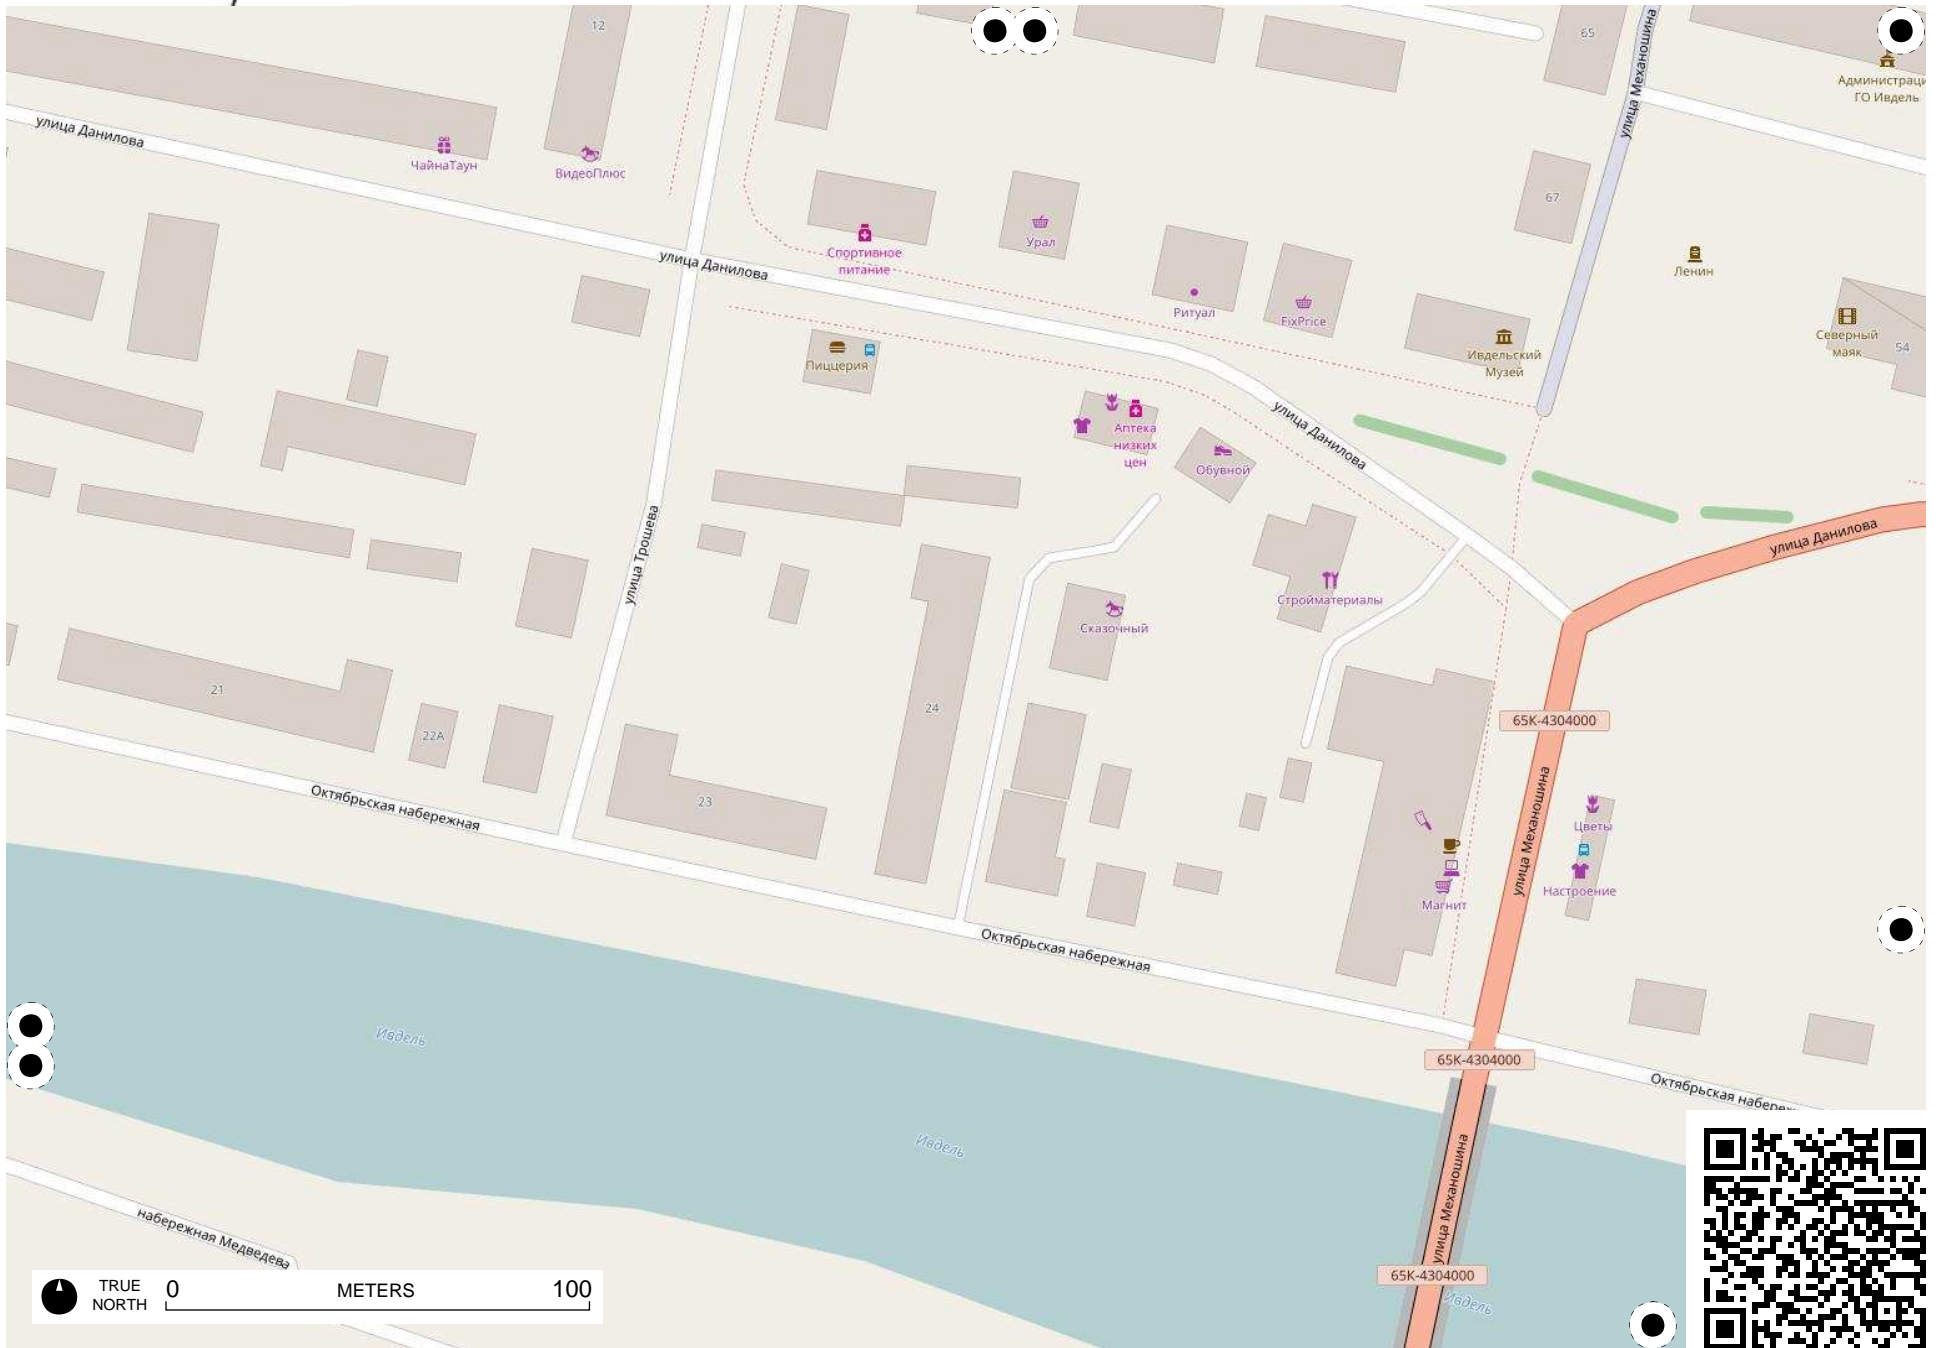 12
65
улица Механошина
Администраци
ГО Ивдель
улица Данилова
ЧайнаТаун
ВидеоПлюс
67
Спортивное
питание
Урал
улица Данилова
Ленин
Ритуал
FixPrice
Северный
маяк
54
Ивдельский
Музей
Пиццерия
улица Данилова
Аптека
низких
цен
Обувной
улица Трошева
улица Данилова
Стройматериалы
Сказочный
21
22А
24
65К-4304000
Октябрьская набережная
23
улица Механошина
Цветы
Настроение
Магнит
Октябрьская набережная
Ивдель
65К-4304000
Октябрьская набереж
Ивдель
улица Механошина
набережная Медведева
65К-4304000
Ивдель
TRUE
NORTH
0 METERS 100